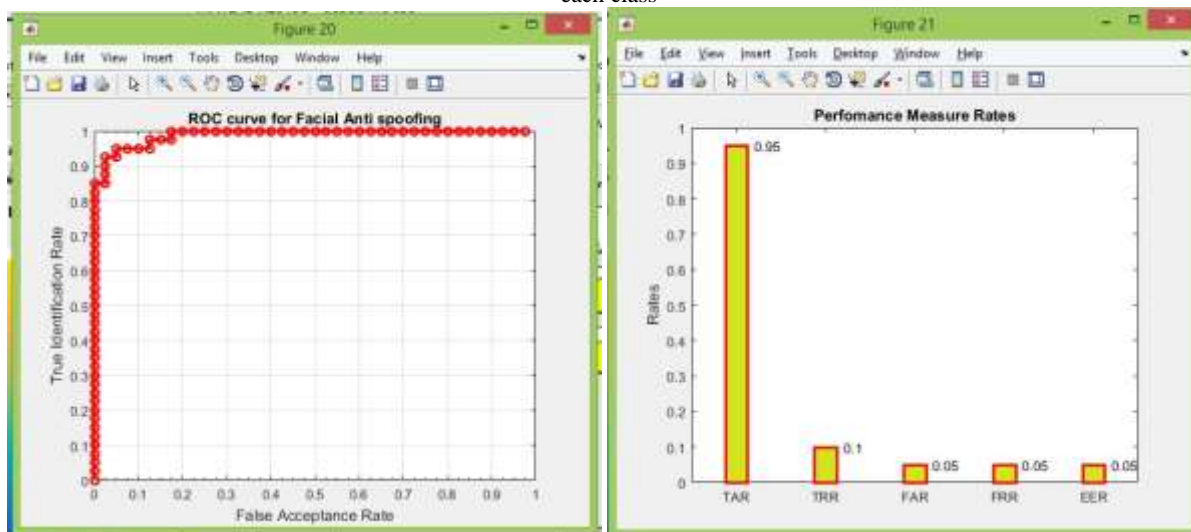 each class
Figure 20
File Edit View Insert Tools Desktop Window Help
ROC curve for Facial Anti spoofing
1
0.9
0.8
0.7
0.6
0.5
0.4
0.3
0.2
0.1
0
True Identification Rate
0 0.1 0.2 0.3 0.4 0.5 0.6 0.7 0.8 0.9 1
False Acceptance Rate
Figure 21
File Edit View Insert Tools Desktop Window Help
Perfomance Measure Rates
1
0.9
0.8
0.7
0.6
0.5
0.4
0.3
0.2
0.1
0
Rates
0.95
0.1
0.05
0.05
0.05
TAR TRR FAR FRR EER